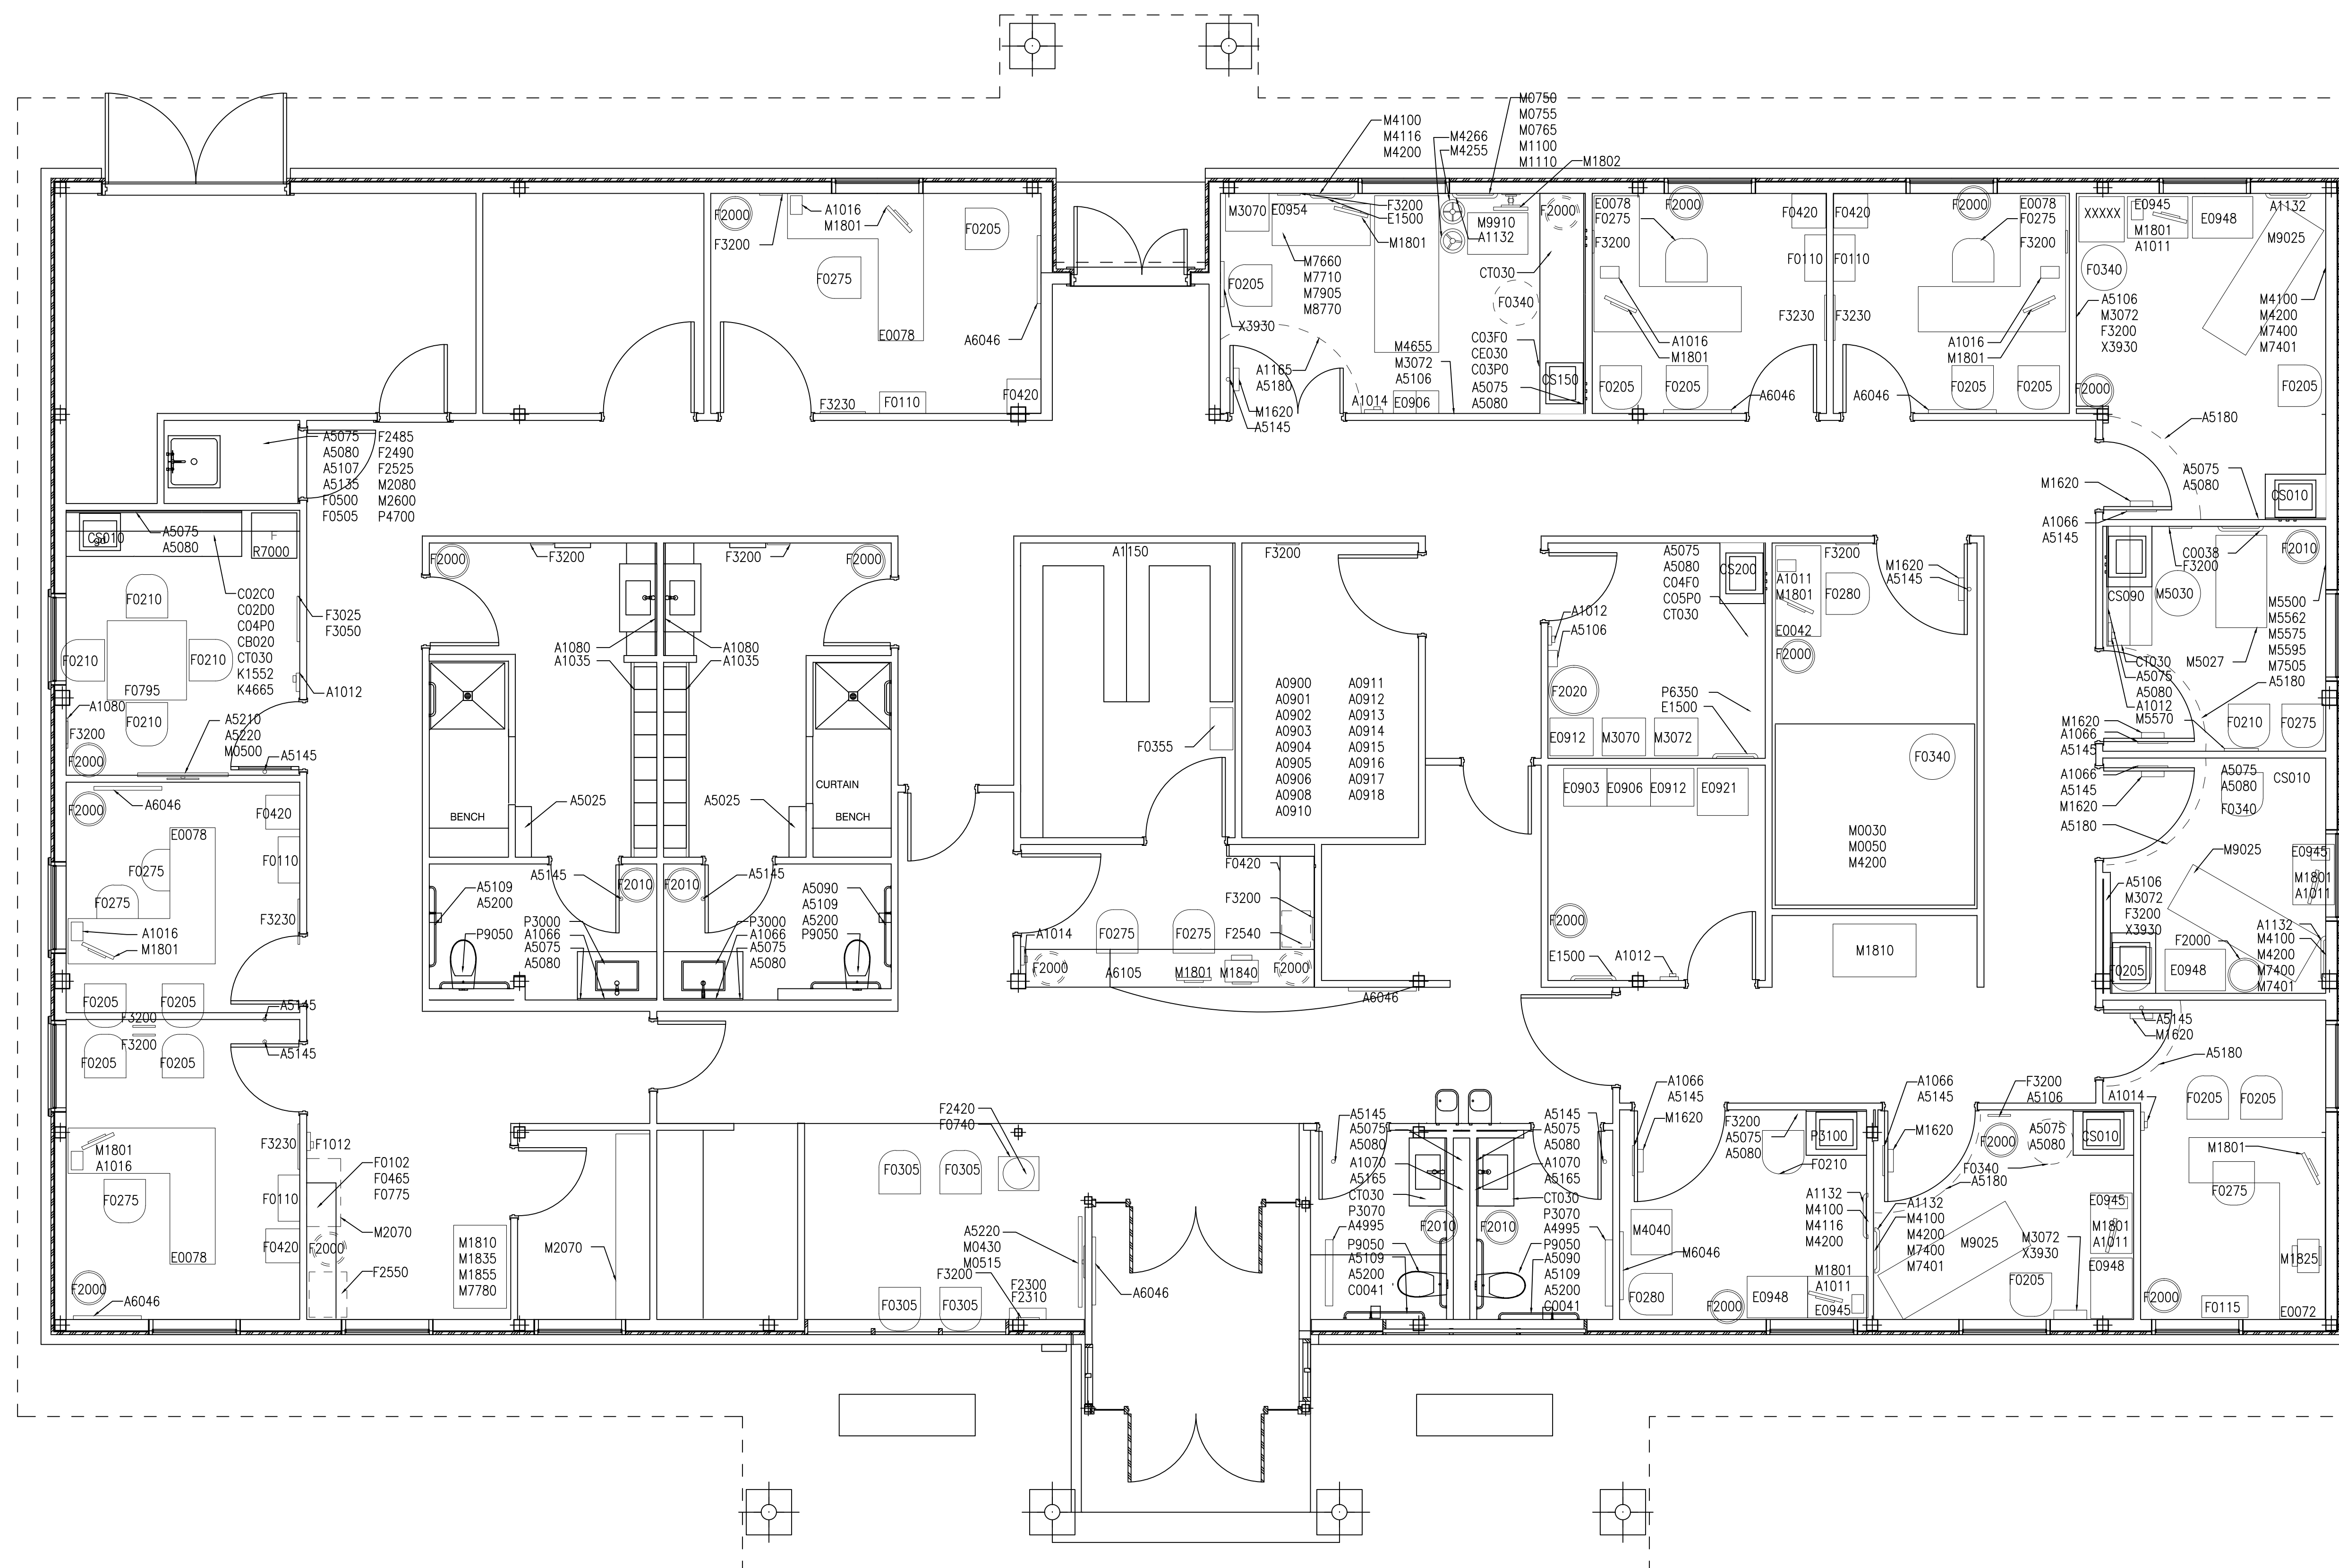 M0750
M0755
M0765
M1100
M1110
M4100
M4116
M4200
M4266
M4255
M1802
F2000
F3200
A1016
M1801
F0205
F0275
E0078
A6046
F3230
F0110
F0420
M3070
E0954
F3200
E1500
M1801
M9910
A1132
F2000
F0205
X3930
M7660
M7710
M7905
M8770
CT030
F0340
A1165
A5180
M1620
A5145
M4655
M3072
A5106
A1014
E0906
C03F0
CE030
C03P0
A5075
A5080
CS150
E0078
F0275
F2000
F0420
F3200
F0110
F3230
A1016
M1801
F0205
F0205
A6046
F0420
F2000
E0078
F0275
F3200
F0110
F3230
A1016
M1801
A6046
F0205
F0205
XXXXX
E0945
M1801
A1011
E0948
A1132
M9025
F0340
A5106
M3072
F3200
X3930
M4100
M4200
M7400
M7401
F2000
F0205
A5180
A5075
A5080
CS010
M1620
A1066
A5145
A5075
A5080
A5107
A5135
F0500
F0505
F2485
F2490
F2525
M2080
M2600
P4700
CS010
gd
A5075
A5080
F
R7000
F0210
F0210
F0210
F0795
F0210
C02C0
C02D0
C04P0
CB020
CT030
K1552
K4665
F3025
F3050
A1012
A1080
F3200
F2000
A5210
A5220
M0500
A5145
F2000
F3200
F3200
F2000
A1080
A1035
A1080
A1035
BENCH
A5025
A5025
CURTAIN
BENCH
A1150
F0355
F3200
A0900
A0901
A0902
A0903
A0904
A0905
A0906
A0908
A0910
A0911
A0912
A0913
A0914
A0915
A0916
A0917
A0918
A5075
A5080
C04F0
C05P0
CT030
CS200
A1012
A5106
F2020
P6350
E1500
E0912
M3070
M3072
F3200
A1011
M1801
F0280
E0042
F2000
M1620
A5145
F0340
M0030
M0050
M4200
C0038
F3200
F2010
CS090
M5030
M5500
M5562
M5575
M5595
M7505
A5180
M5027
CT030
A5075
A5080
A1012
M5570
M1620
A1066
A5145
F0210
F0275
A1066
A5145
M1620
A5180
A5075
A5080
F0340
CS010
M9025
E0945
M1801
A1011
A5106
M3072
F3200
X3930
F2000
A1132
M4100
M4200
M7400
M7401
F0205
E0948
F2000
A6046
F0420
E0078
F0110
F0275
F0275
F3230
A1016
M1801
F0205
F0205
F3200
A5145
F3200
A5145
F0205
F0205
A5109
A5200
P9050
A5145
F2010
P3000
A1066
A5075
A5080
F2010
A5145
P3000
A1066
A5075
A5080
A5090
A5109
A5200
P9050
F0420
F3200
F2540
A1014
F0275
F0275
F2000
A6105
M1801
M1840
F2000
A6046
E0903
E0906
E0912
E0921
F2000
E1500
A1012
M1810
A5145
M1620
A5180
M1801
A1016
F0275
F3230
F0110
F0420
E0078
F2000
A6046
F1012
F0102
F0465
F0775
M2070
F2000
F2550
M1810
M1835
M1855
M7780
M2070
F2420
F0740
F0305
F0305
F0305
F0305
A5220
M0430
M0515
F3200
F2300
F2310
A6046
A5145
A5075
A5080
A1070
A5165
CT030
P3070
A4995
P9050
A5109
A5200
C0041
F2010
F2010
A5145
A5075
A5080
A1070
A5165
CT030
P3070
A4995
P9050
A5090
A5109
A5200
C0041
A1066
A5145
M1620
F3200
A5075
A5080
P3100
F0210
M4040
M6046
F0280
F2000
E0948
M1801
A1011
E0945
A1132
M4100
M4116
M4200
A1066
A5145
M1620
F3200
A5106
F2000
A5075
A5080
CS010
F0340
A5180
A1132
M4100
M4200
M7400
M7401
M9025
E0945
M1801
A1011
M3072
X3930
F0205
E0948
A1014
F0205
F0205
M1801
F0275
M1825
F2000
F0115
E0072